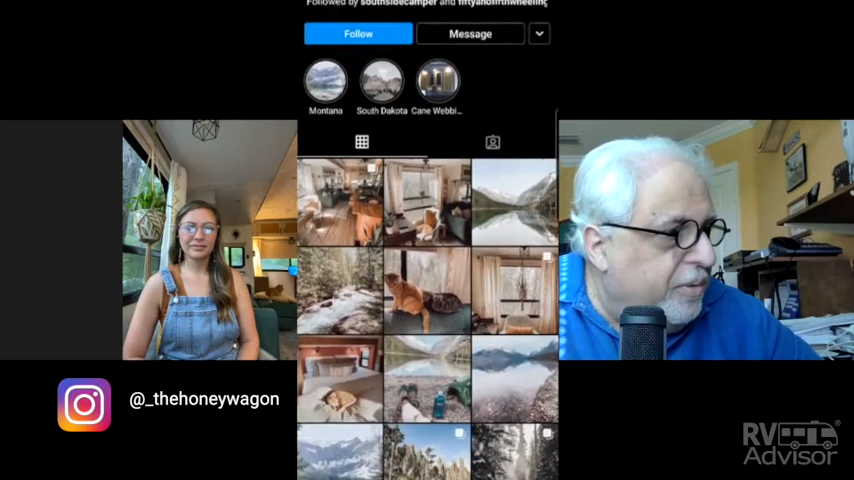 Followed by southsidecamper and fiftyandfifthwheeling
Follow
Message
Montana
South Dakota
Cane Webbi...
@_thehoneywagon
RV
Advisor